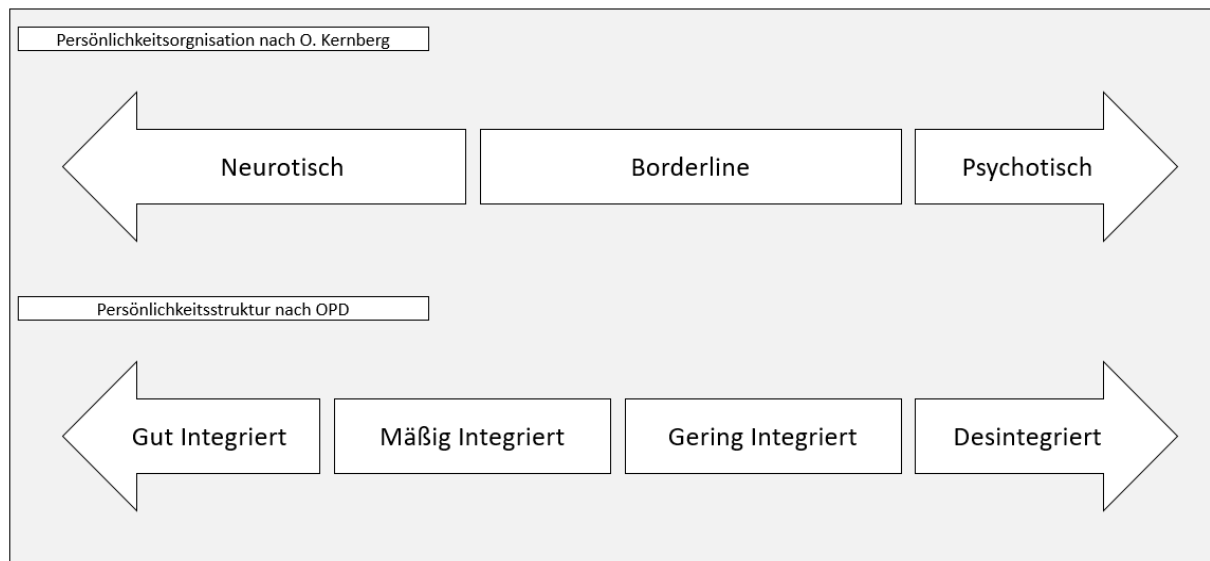 Persönlichkeitsorgnisation nach O. Kernberg
Neurotisch
Borderline
Psychotisch
Persönlichkeitsstruktur nach OPD
Gut Integriert
Mäßig Integriert
Gering Integriert
Desintegriert